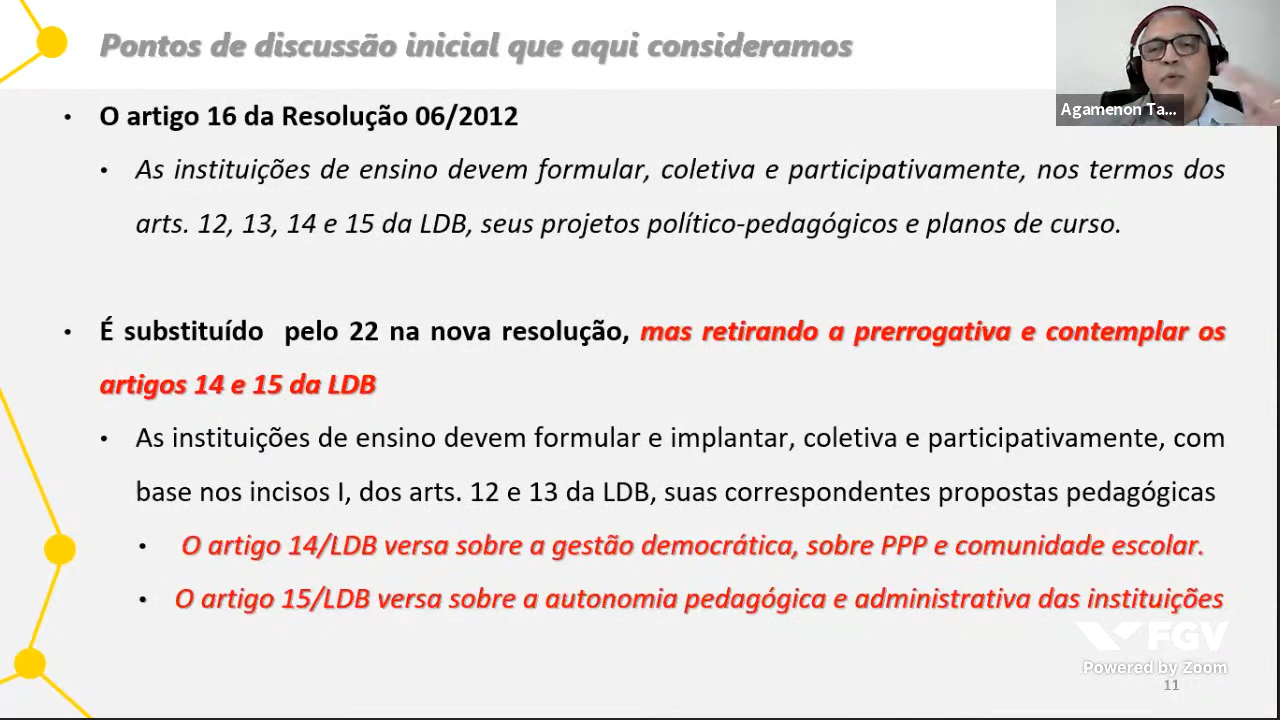 Pontos de discussão inicial que aqui consideramos
Agamenon Ta...
• O artigo 16 da Resolução 06/2012
• As instituições de ensino devem formular, coletiva e participativamente, nos termos dos
arts. 12, 13, 14 e 15 da LDB, seus projetos político-pedagógicos e planos de curso.
• É substituído pelo 22 na nova resolução, mas retirando a prerrogativa e contemplar os
artigos 14 e 15 da LDB
• As instituições de ensino devem formular e implantar, coletiva e participativamente, com
base nos incisos I, dos arts. 12 e 13 da LDB, suas correspondentes propostas pedagógicas
• O artigo 14/LDB versa sobre a gestão democrática, sobre PPP e comunidade escolar.
• O artigo 15/LDB versa sobre a autonomia pedagógica e administrativa das instituições
FGV
Powered by Zoom
11